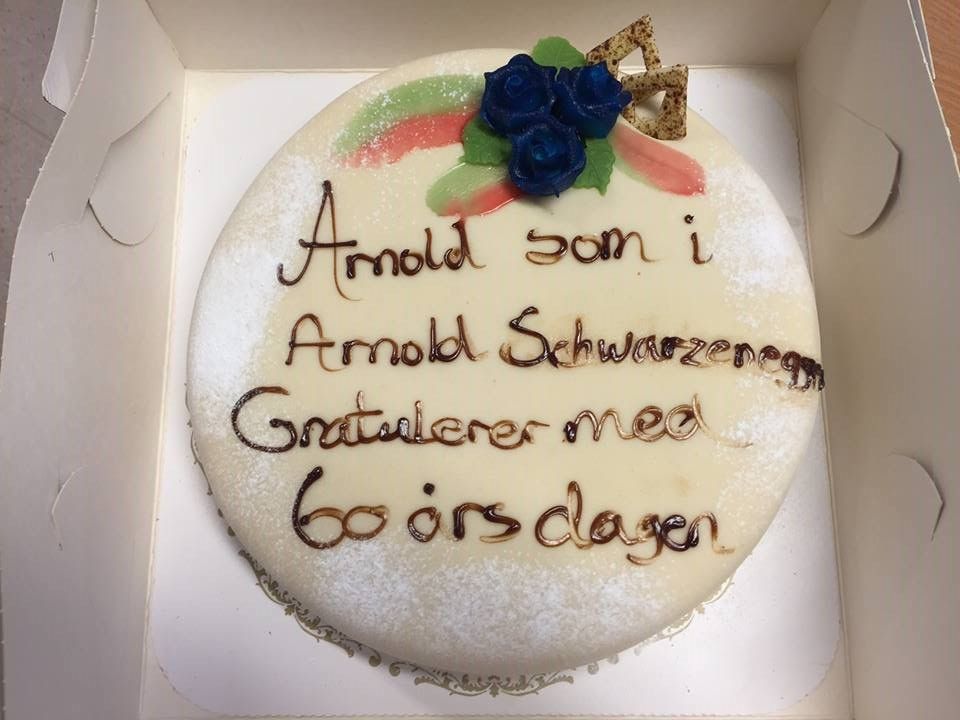 Arnold som i
Arnold Schwarzenegger
Gratulerer med
60 års dagen